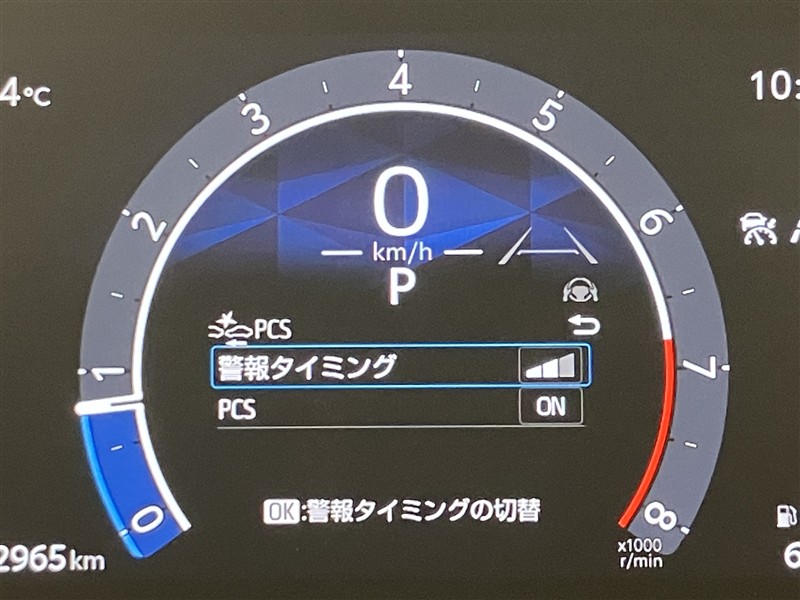 4℃
10:
4
3
5
2
6
1
7
0
8
0
km/h
P
PCS
警報タイミング
PCS ON
OK:警報タイミングの切替
2965km
x1000
r/min
6